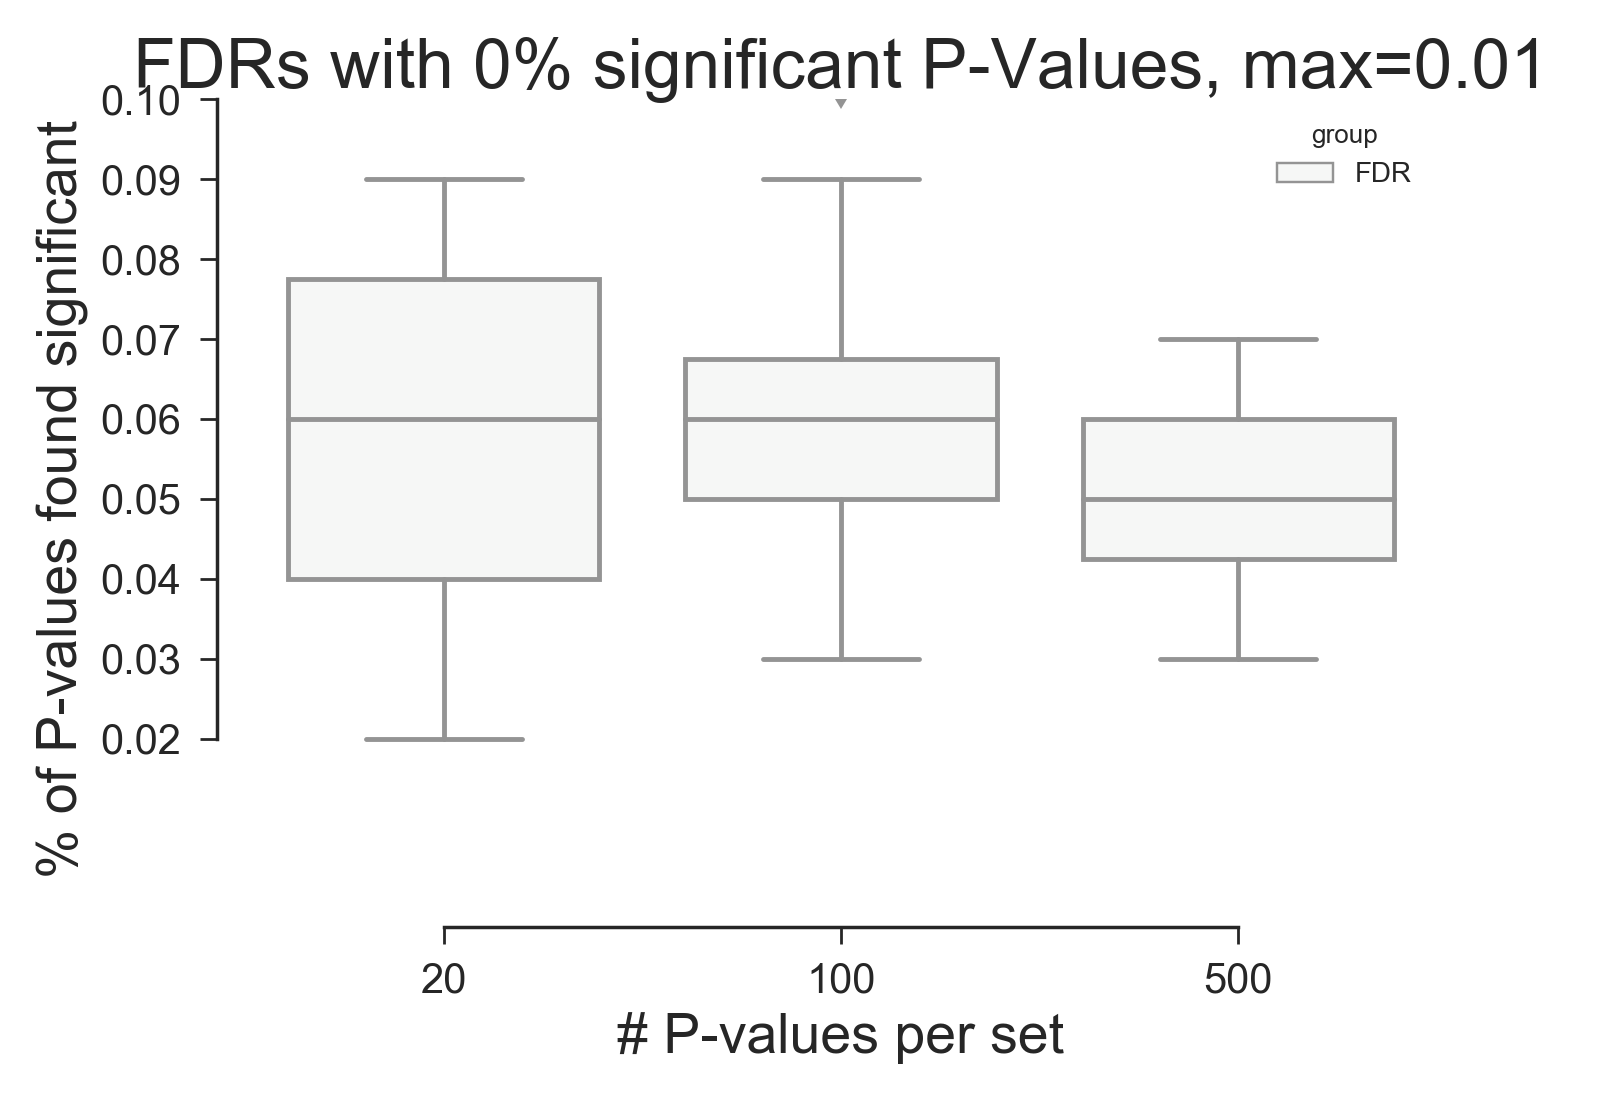 FDRs with 0% significant P-Values, max=0.01
% of P-values found significant
0.10
0.09
0.08
0.07
0.06
0.05
0.04
0.03
0.02
group
FDR
20
100
500
# P-values per set